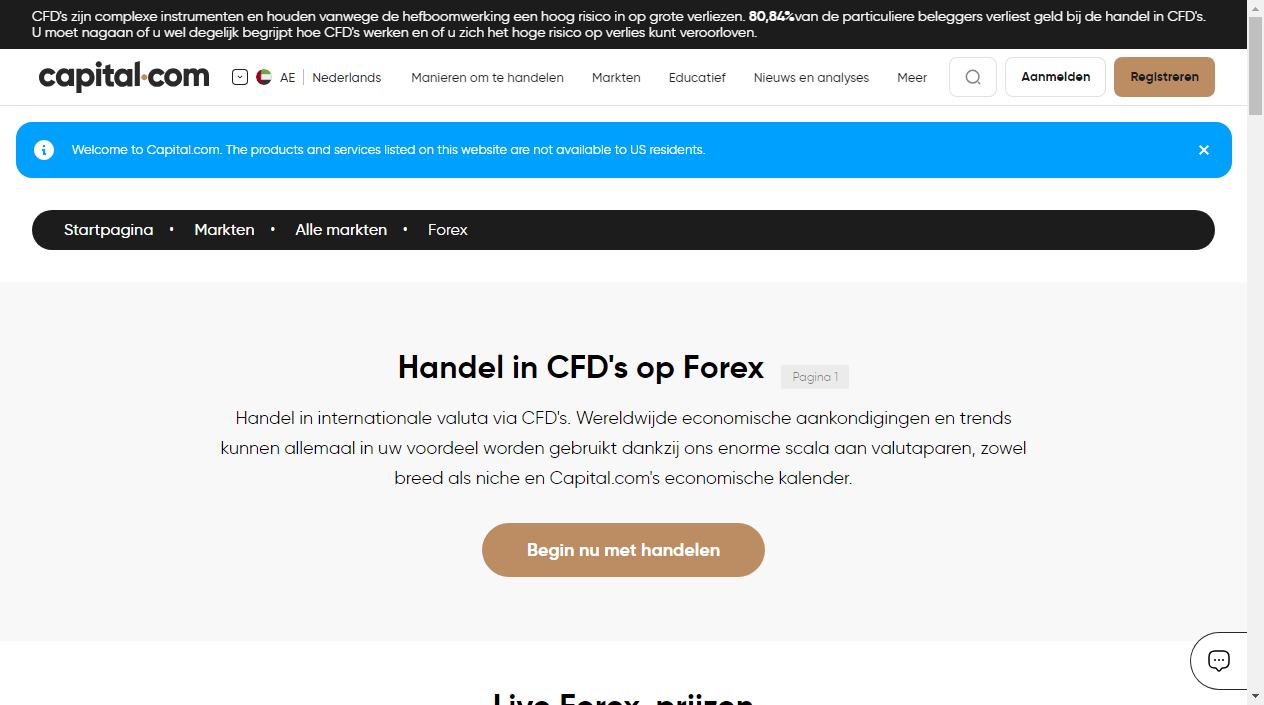 CFD's zijn complexe instrumenten en houden vanwege de hefboomwerking een hoog risico in op grote verliezen. 80,84%van de particuliere beleggers verliest geld bij de handel in CFD's.
U moet nagaan of u wel degelijk begrijpt hoe CFD's werken en of u zich het hoge risico op verlies kunt veroorloven.
capital.com AE Nederlands Manieren om te handelen Markten Educatief Nieuws en analyses Meer Aanmelden Registreren
Welcome to Capital.com. The products and services listed on this website are not available to US residents.
Startpagina • Markten • Alle markten • Forex
Handel in CFD's op Forex Pagina 1
Handel in internationale valuta via CFD's. Wereldwijde economische aankondigingen en trends
kunnen allemaal in uw voordeel worden gebruikt dankzij ons enorme scala aan valutaparen, zowel
breed als niche en Capital.com's economische kalender.
Begin nu met handelen
Live Forex-prijzen